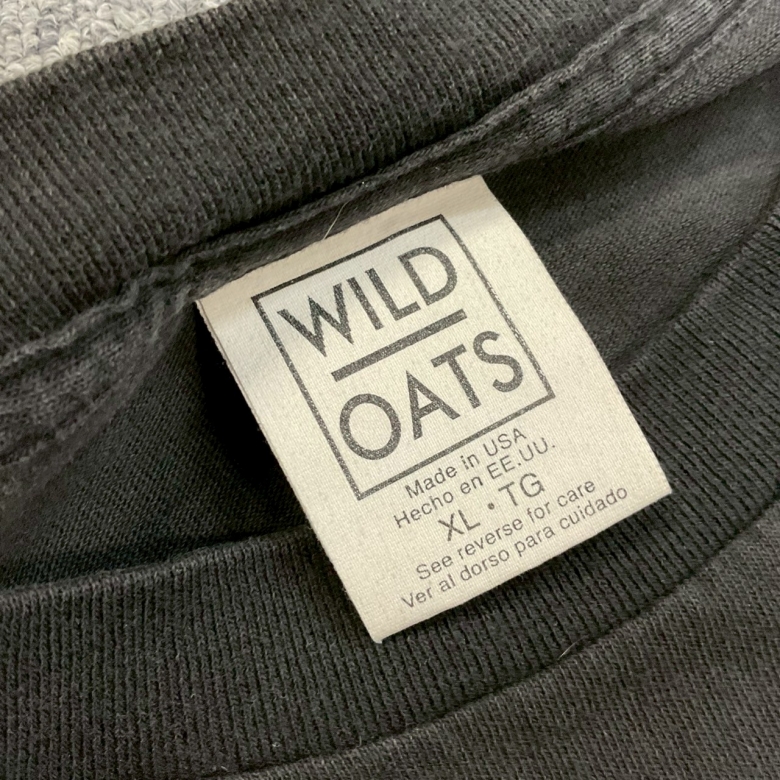 WILD
OATS
Made in USA
Hecho en EE.UU.
XL • TG
See reverse for care
Ver al dorso para cuidado